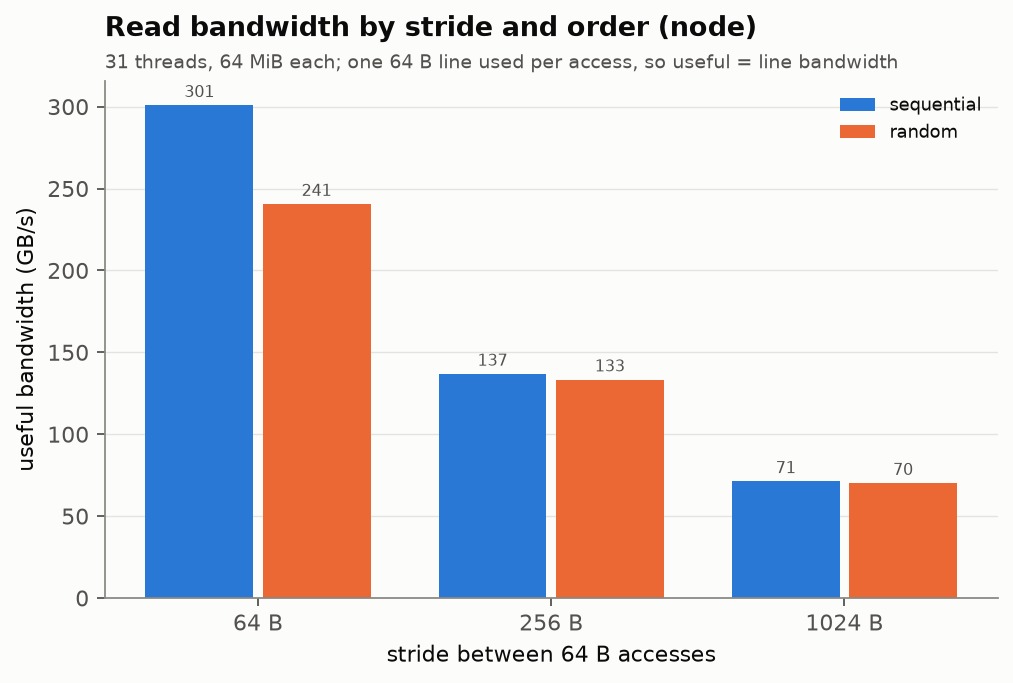 Read bandwidth by stride and order (node)
31 threads, 64 MiB each; one 64 B line used per access, so useful = line bandwidth
sequential
random
useful bandwidth (GB/s)
300
250
200
150
100
50
0
301
241
137
133
71
70
64 B
256 B
1024 B
stride between 64 B accesses